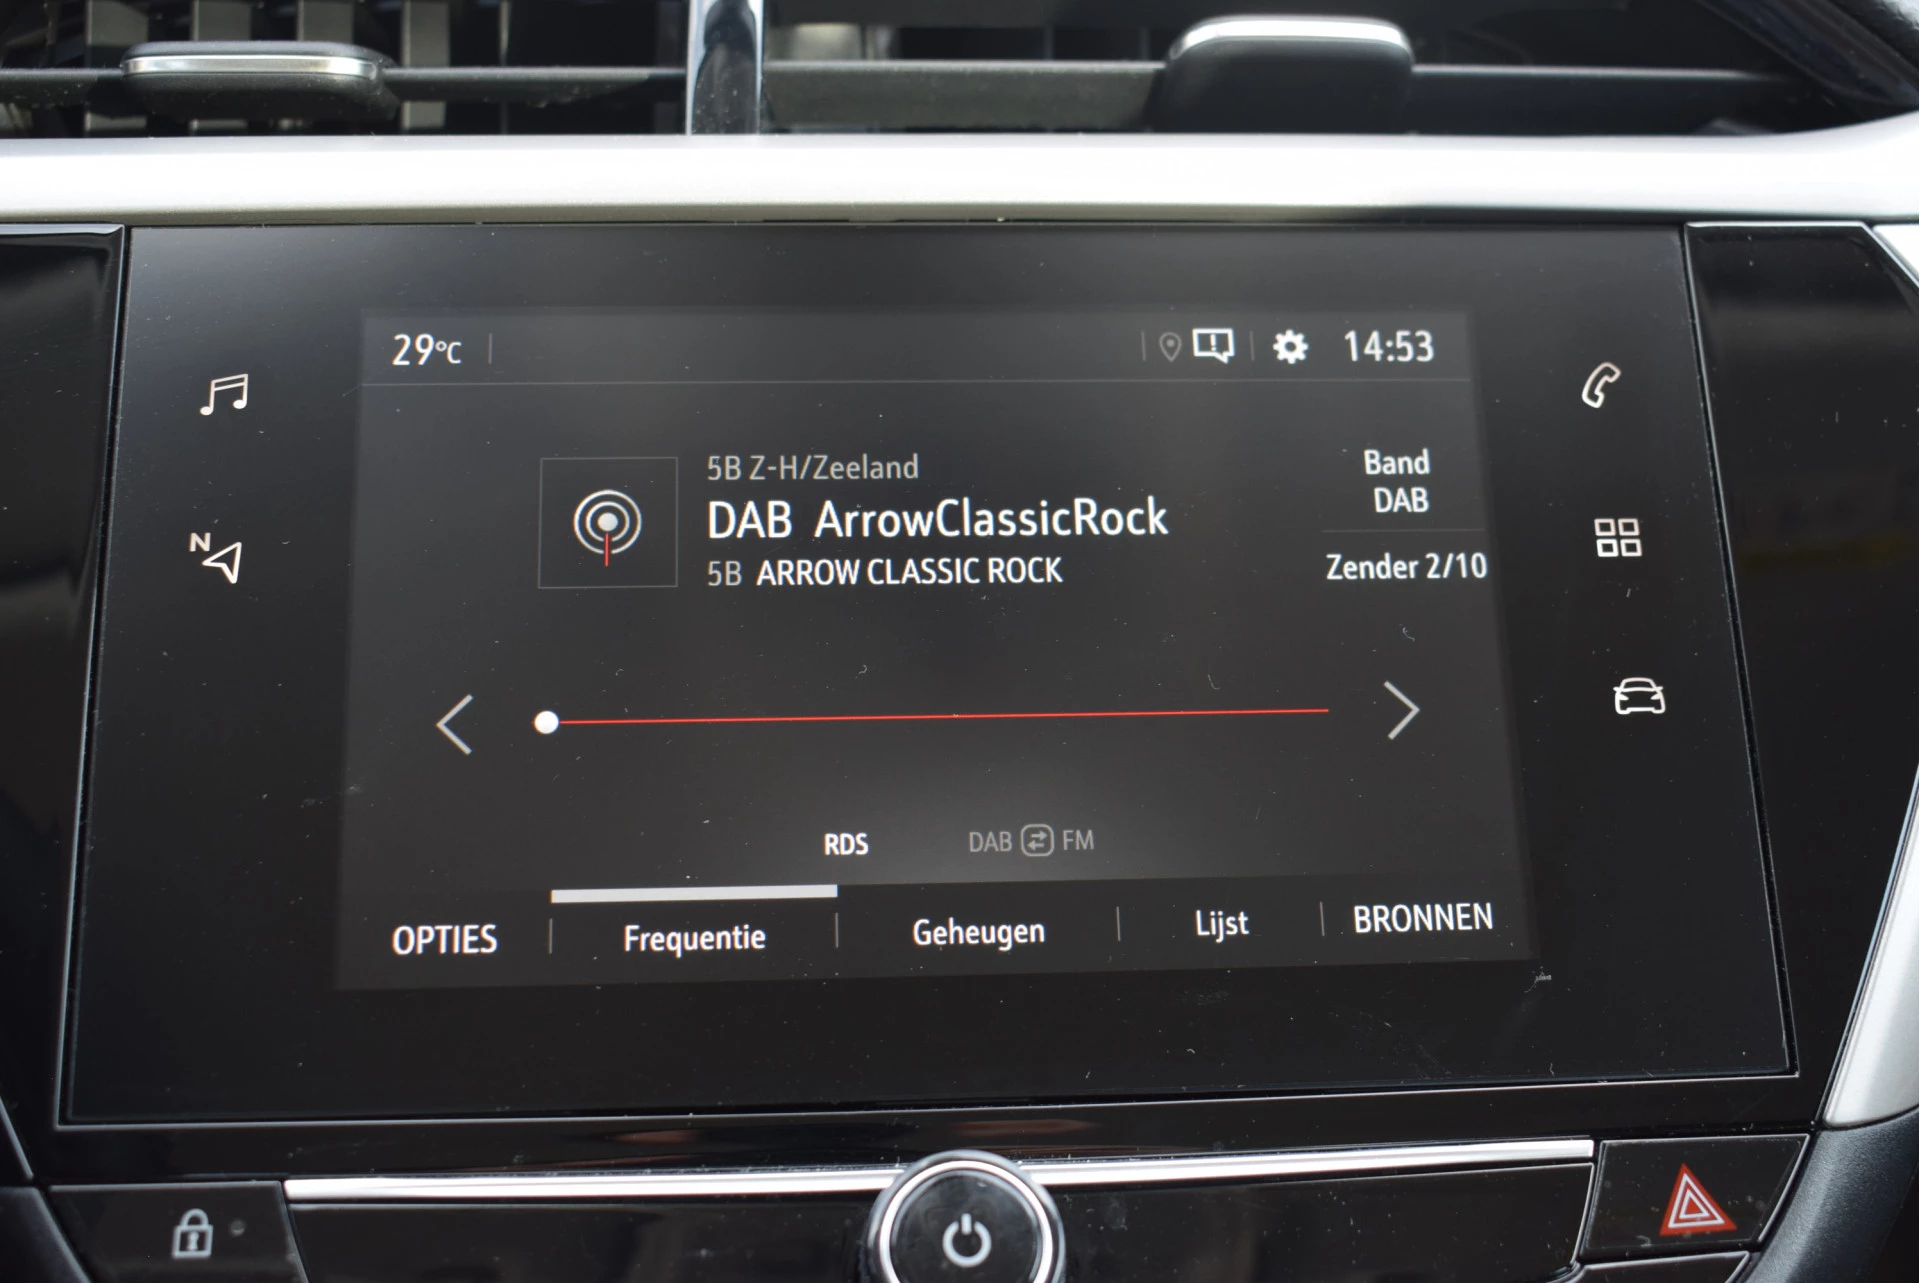 29°C
14:53
N
5B Z-H/Zeeland
DAB ArrowClassicRock
5B ARROW CLASSIC ROCK
Band
DAB
Zender 2/10
RDS
DAB FM
OPTIES
Frequentie
Geheugen
Lijst
BRONNEN